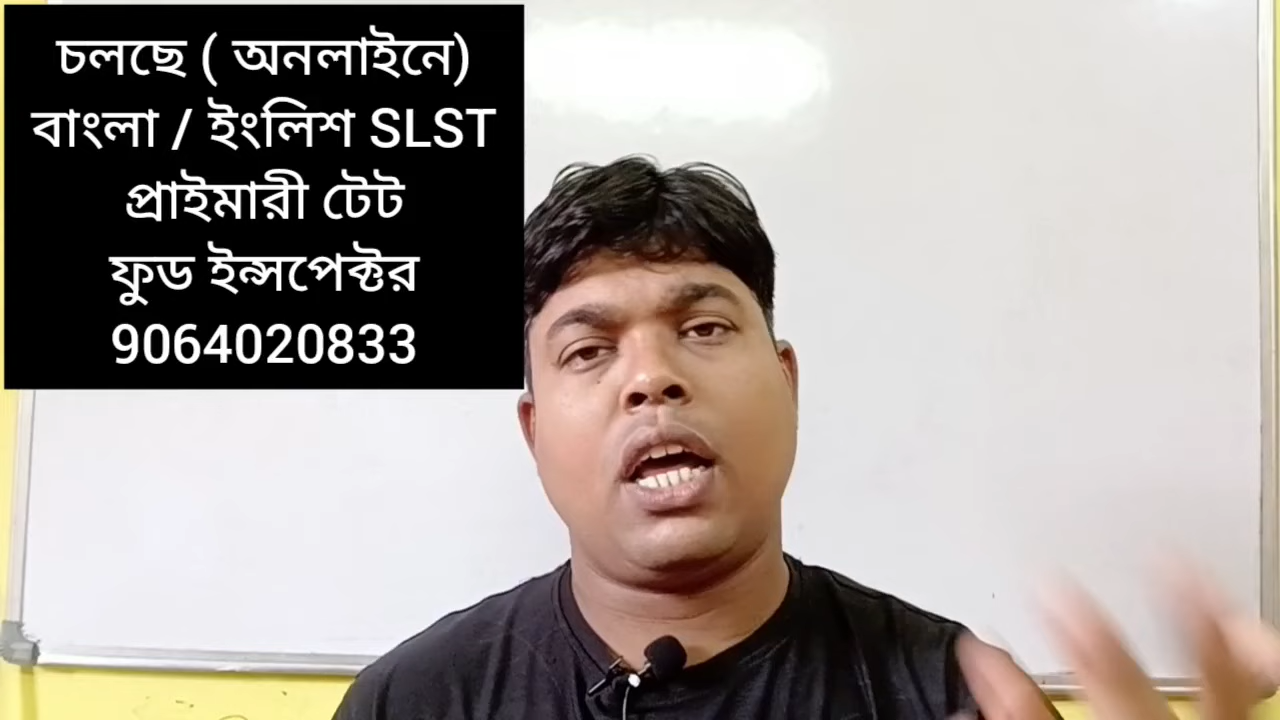 চলছে ( অনলাইনে)
বাংলা / ইংলিশ SLST
প্রাইমারী টেট
ফুড ইন্সপেক্টর
9064020833